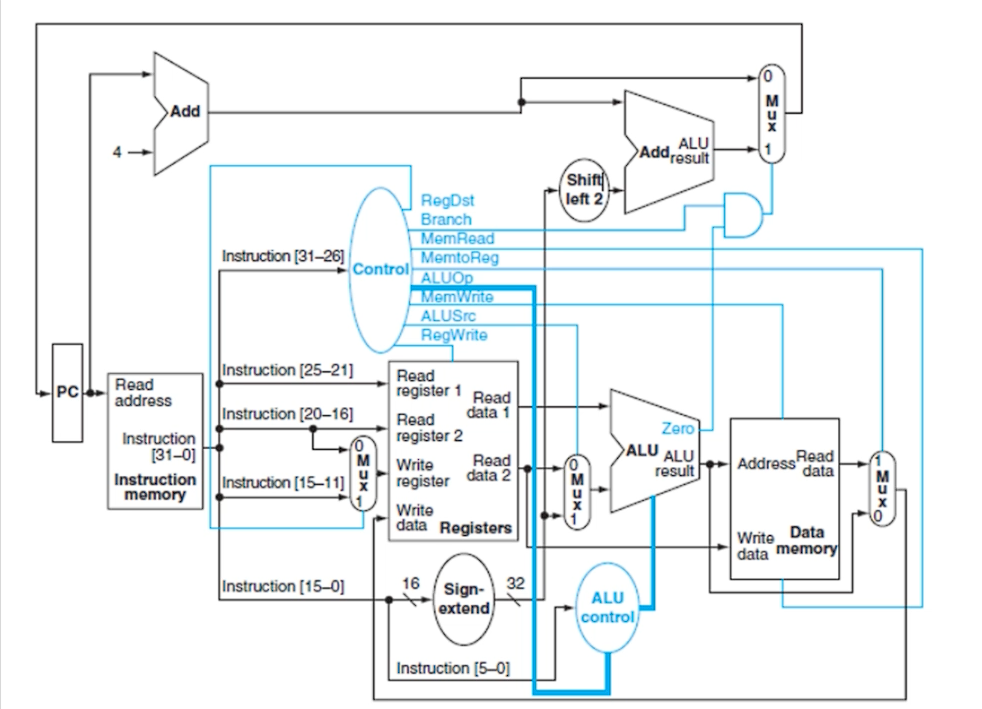 0
M
u
x
1
Add
4
Add ALU
result
Shift
left 2
RegDst
Branch
MemRead
MemtoReg
ALUOp
MemWrite
ALUSrc
RegWrite
Control
Instruction [31–26]
Instruction [25–21]
Instruction [20–16]
Instruction [15–11]
Instruction [15–0]
Instruction [5–0]
PC
Read
address
Instruction
[31–0]
Instruction
memory
0
M
u
x
1
Read
register 1
Read
register 2
Write
register
Write
data
Read
data 1
Read
data 2
Registers
0
M
u
x
1
Zero
ALU ALU
result
Address
Read
data
Write
data
Data
memory
1
M
u
x
0
16
Sign-
extend
32
ALU
control